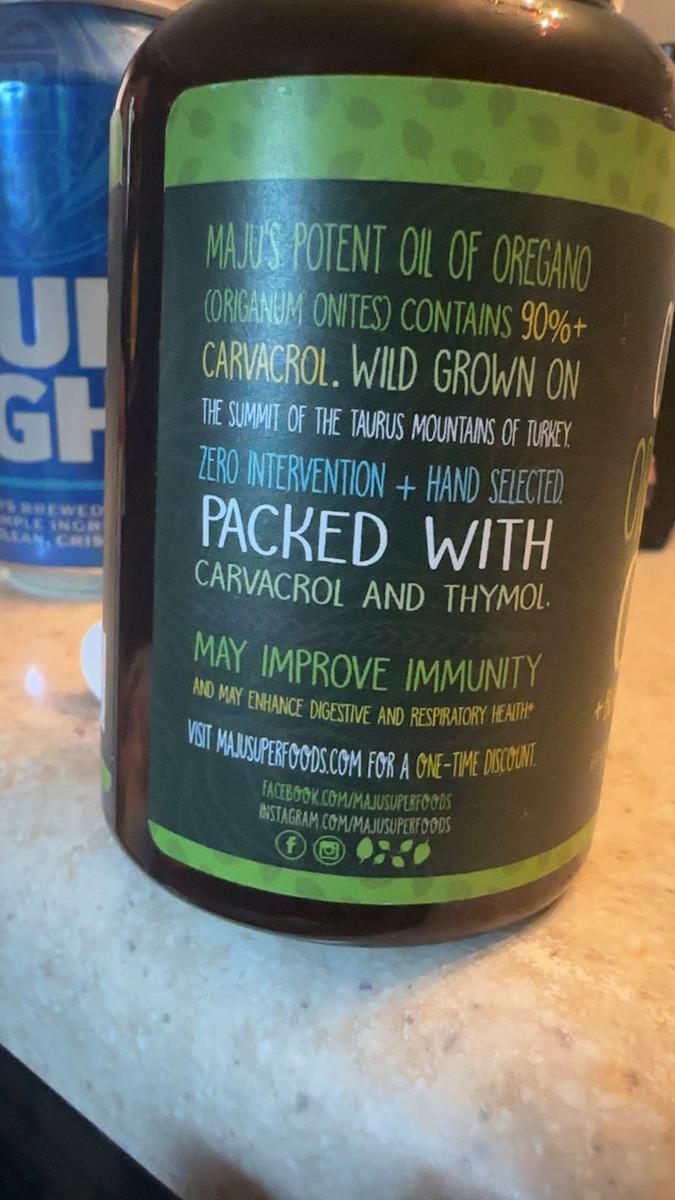 MAJU'S POTENT OIL OF OREGANO
(ORIGANUM ONITES) CONTAINS 90%+
CARVACROL. WILD GROWN ON
THE SUMMIT OF THE TAURUS MOUNTAINS OF TURKEY.
ZERO INTERVENTION + HAND SELECTED.
PACKED WITH
CARVACROL AND THYMOL.
MAY IMPROVE IMMUNITY
AND MAY ENHANCE DIGESTIVE AND RESPIRATORY HEALTH*
VISIT MAJUSUPERFOODS.COM FOR A ONE-TIME DISCOUNT.
FACEBOOK.COM/MAJUSUPERFOODS
INSTAGRAM.COM/MAJUSUPERFOODS
GH
BREWED